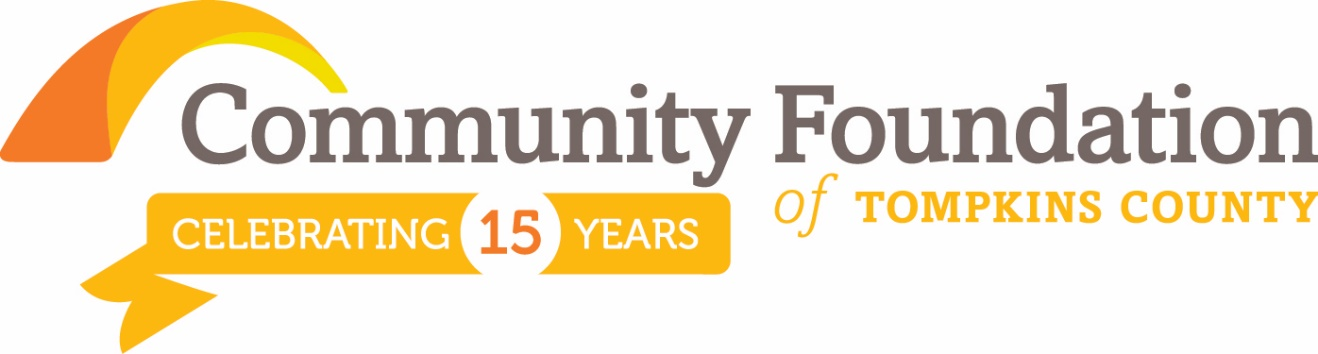 Community Foundation
of TOMPKINS COUNTY
CELEBRATING 15 YEARS